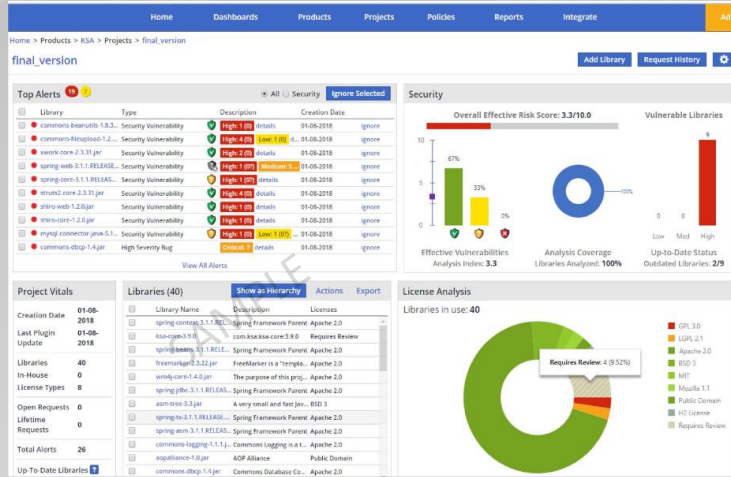 Home Dashboards Products Projects Policies Reports Integrate Ad
Home > Products > KSA > Projects > final_version
final_version
Add Library Request History
Top Alerts 19 7
All Security Ignore Selected
Library Type Description Creation Date
commons-beanutils-1.8.3... Security Vulnerability High: 1 (0) details 01-08-2018 ignore
commons-fileupload-1.2.... Security Vulnerability High: 4 (0) Low: 1 (0) d... 01-08-2018 ignore
xwork-core-2.3.31.jar Security Vulnerability High: 2 (0) details 01-08-2018 ignore
spring-web-3.1.1.RELEASE... Security Vulnerability High: 1 (0?) Medium: 5... 01-08-2018 ignore
spring-core-3.1.1.RELEAS... Security Vulnerability High: 1 (0?) details 01-08-2018 ignore
struts2-core-2.3.31.jar Security Vulnerability High: 4 (0) details 01-08-2018 ignore
shiro-web-1.2.0.jar Security Vulnerability High: 1 (0) details 01-08-2018 ignore
shiro-core-1.2.0.jar Security Vulnerability High: 1 (0) details 01-08-2018 ignore
mysql-connector-java-5.1... Security Vulnerability High: 1 (0) Low: 1 (0?) ... 01-08-2018 ignore
commons-dbcp-1.4.jar High Severity Bug Critical: 7 details 01-08-2018 ignore
View All Alerts
Security
Overall Effective Risk Score: 3.3/10.0
Vulnerable Libraries
10
5
0
67%
33%
0%
100%
9
0 0
Low Med High
Effective Vulnerabilities
Analysis Index: 3.3
Analysis Coverage
Libraries Analyzed: 100%
Up-to-Date Status
Outdated Libraries: 2/9
Project Vitals
Creation Date 01-08-2018
Last Plugin Update 01-08-2018
Libraries 40
In-House 0
License Types 8
Open Requests 0
Lifetime Requests 0
Total Alerts 26
Up-To-Date Libraries ?
Libraries (40) Show as Hierarchy Actions Export
Library Name Description Licenses
spring-context-3.1.1.REL... Spring Framework Parent Apache 2.0
ksa-core-3.9.0 com.ksa:ksa-core:3.9.0 Requires Review
spring-beans-3.1.1.RELE... Spring Framework Parent Apache 2.0
freemarker-2.3.22.jar FreeMarker is a "templa... Apache 2.0
wro4j-core-1.4.0.jar The purpose of this proj... Apache 2.0
spring-jdbc-3.1.1.RELEAS... Spring Framework Parent Apache 2.0
asm-tree-3.3.jar A very small and fast Jav... BSD 3
spring-tx-3.1.1.RELEASE.... Spring Framework Parent Apache 2.0
spring-asm-3.1.1.RELEAS... Spring Framework Parent Apache 2.0
commons-logging-1.1.1.j... Commons Logging is a t... Apache 2.0
aopalliance-1.0.jar AOP Alliance Public Domain
commons-dbcp-1.4.jar Commons Database Co... Apache 2.0
SAMPLE
License Analysis
Libraries in use: 40
Requires Review: 4 (9.52%)
GPL 3.0
LGPL 2.1
Apache 2.0
BSD 3
MIT
Mozilla 1.1
Public Domain
H2 License
Requires Review